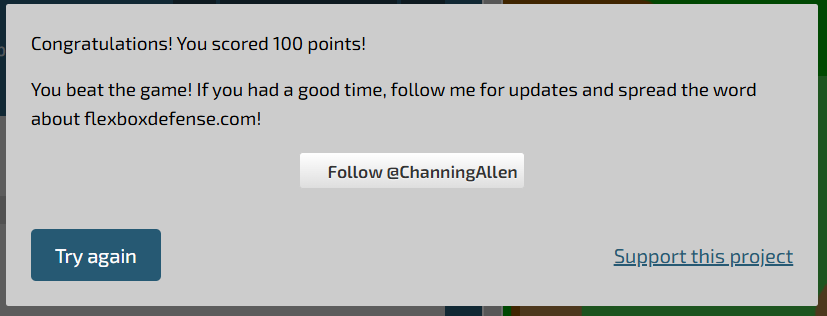 Congratulations! You scored 100 points!
You beat the game! If you had a good time, follow me for updates and spread the word
about flexboxdefense.com!
Follow @ChanningAllen
Try again
Support this project